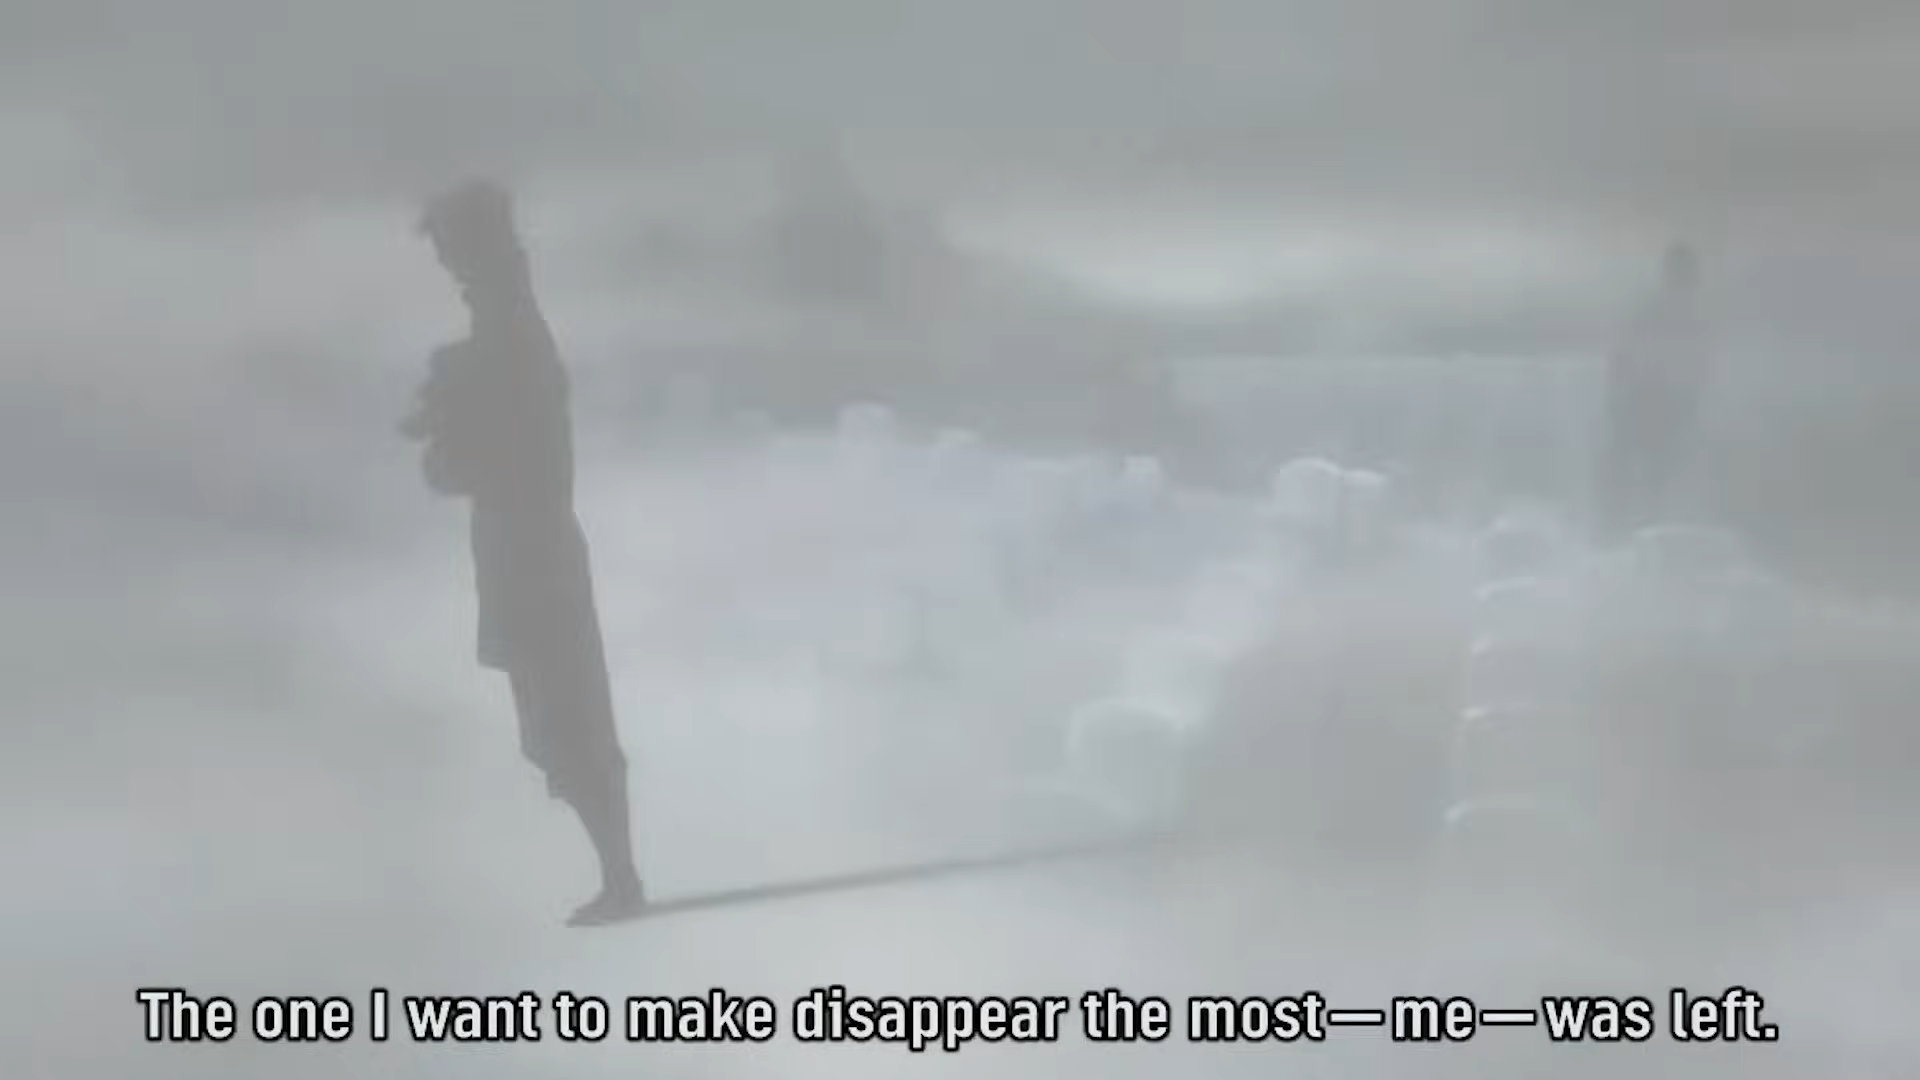 The one I want to make disappear the most—me—was left.